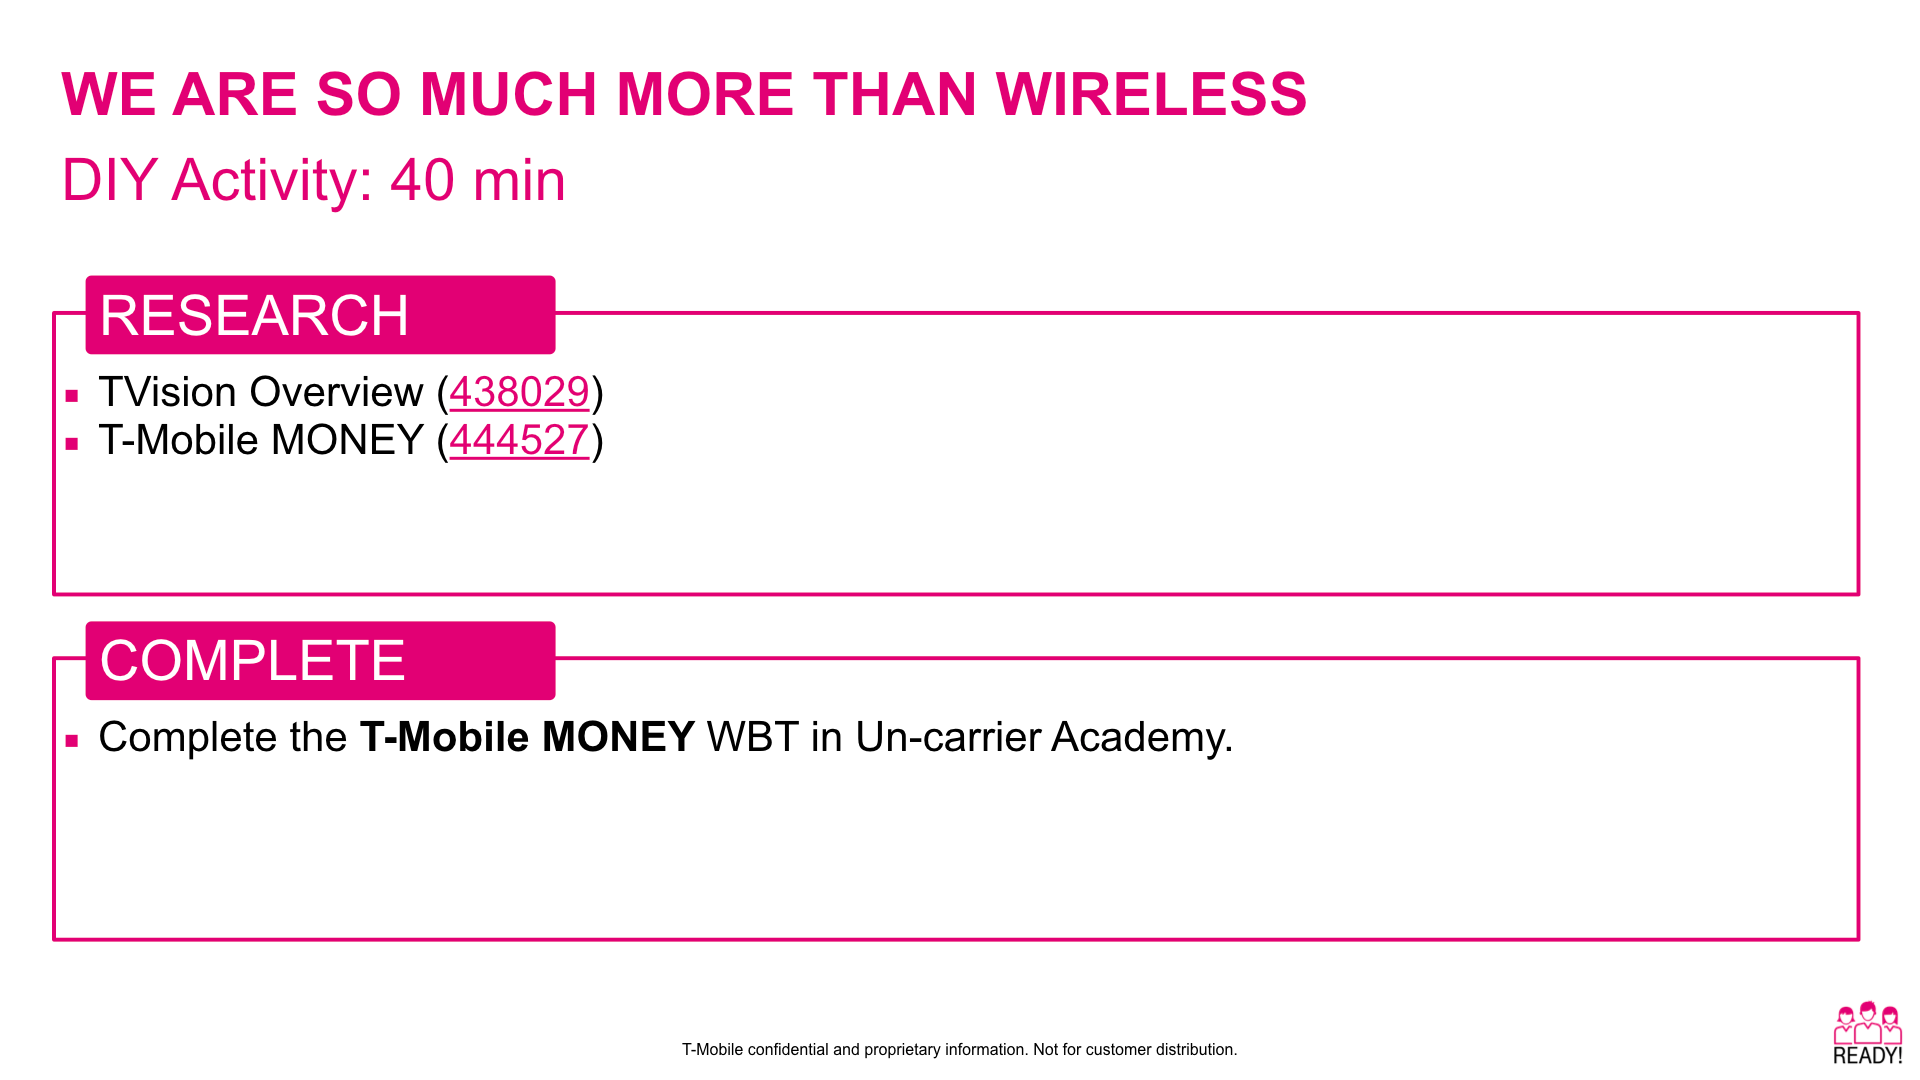 WE ARE SO MUCH MORE THAN WIRELESS
DIY Activity: 40 min
RESEARCH
▪ TVision Overview (438029)
▪ T-Mobile MONEY (444527)
COMPLETE
▪ Complete the T-Mobile MONEY WBT in Un-carrier Academy.
T-Mobile confidential and proprietary information. Not for customer distribution.
READY!